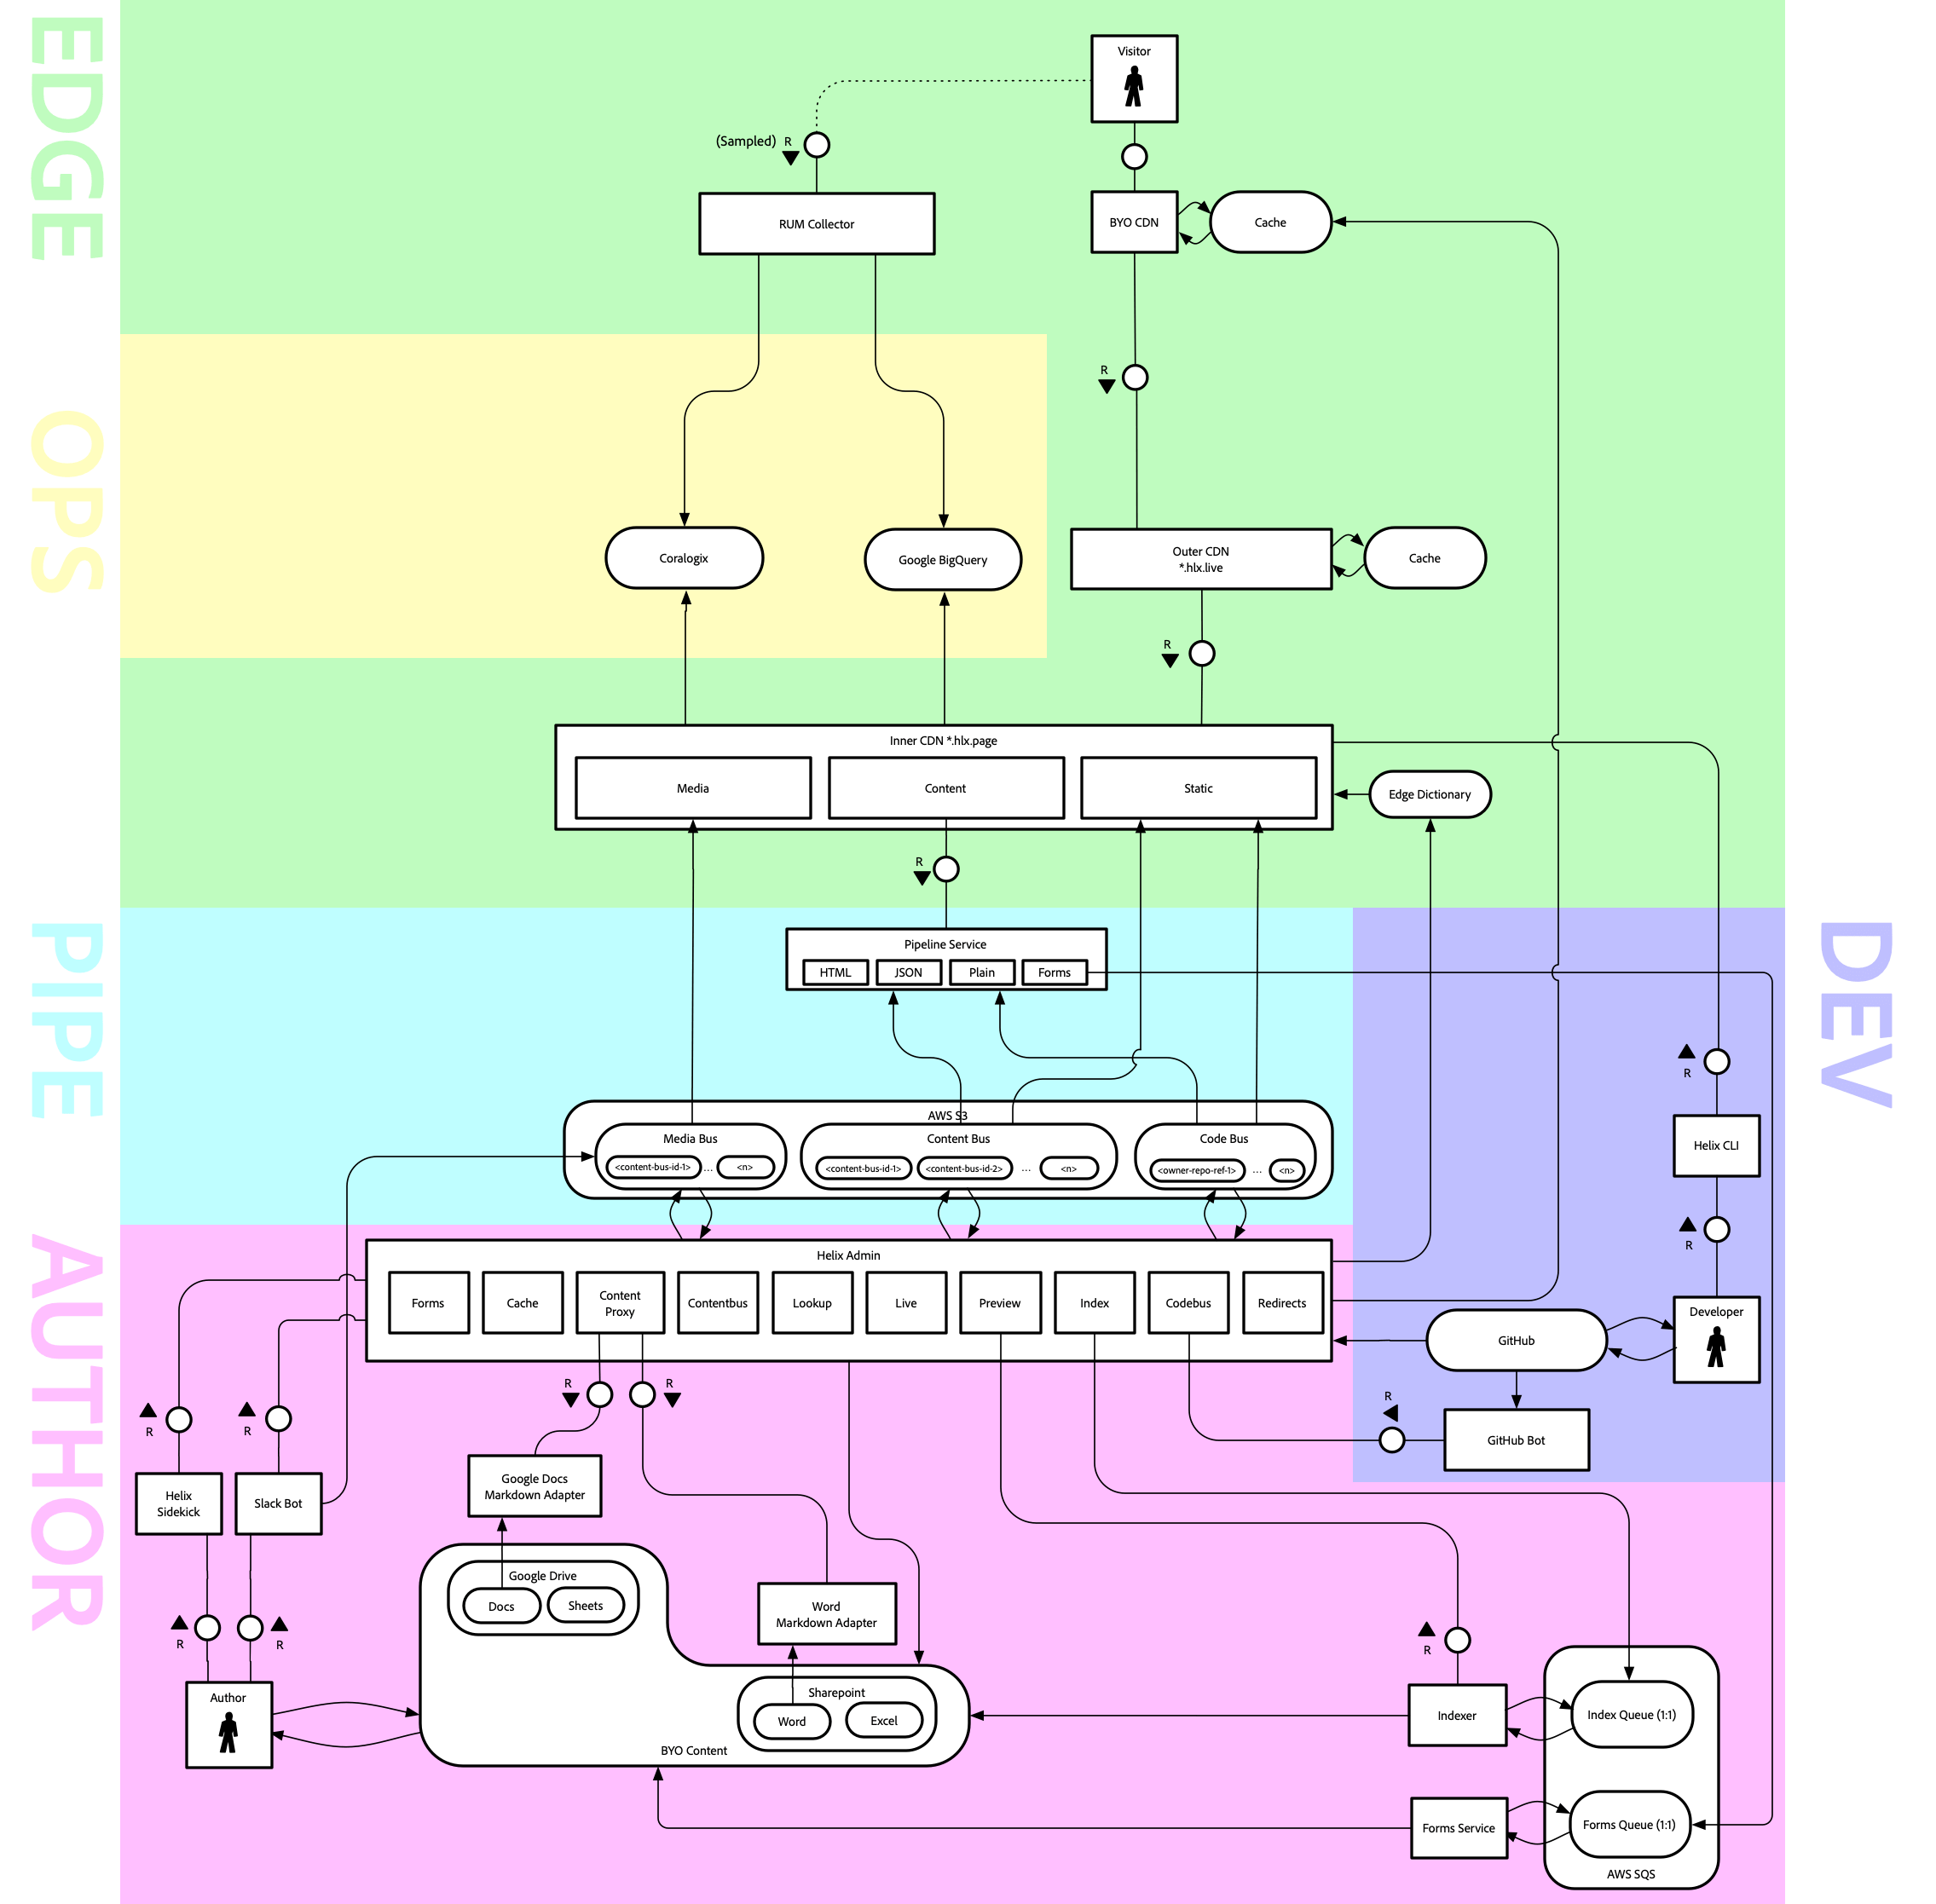 EDGE
Visitor
(Sampled)
R
RUM Collector
BYO CDN
Cache
OPS
R
Coralogix
Google BigQuery
Outer CDN
*.hlx.live
Cache
R
Inner CDN *.hlx.page
Media
Content
Static
Edge Dictionary
R
PIPE
DEV
Pipeline Service
HTML
JSON
Plain
Forms
R
AWS S3
Media Bus
<content-bus-id-1>
...
<n>
Content Bus
<content-bus-id-1>
<content-bus-id-2>
...
<n>
Code Bus
<owner-repo-ref-1>
...
<n>
Helix CLI
R
AUTHOR
Helix Admin
Forms
Cache
Content
Proxy
Contentbus
Lookup
Live
Preview
Index
Codebus
Redirects
GitHub
Developer
R
R
R
R
R
GitHub Bot
Helix
Sidekick
Slack Bot
Google Docs
Markdown Adapter
Google Drive
Docs
Sheets
Word
Markdown Adapter
R
R
R
Author
Sharepoint
Word
Excel
BYO Content
Indexer
Index Queue (1:1)
Forms Service
Forms Queue (1:1)
AWS SQS